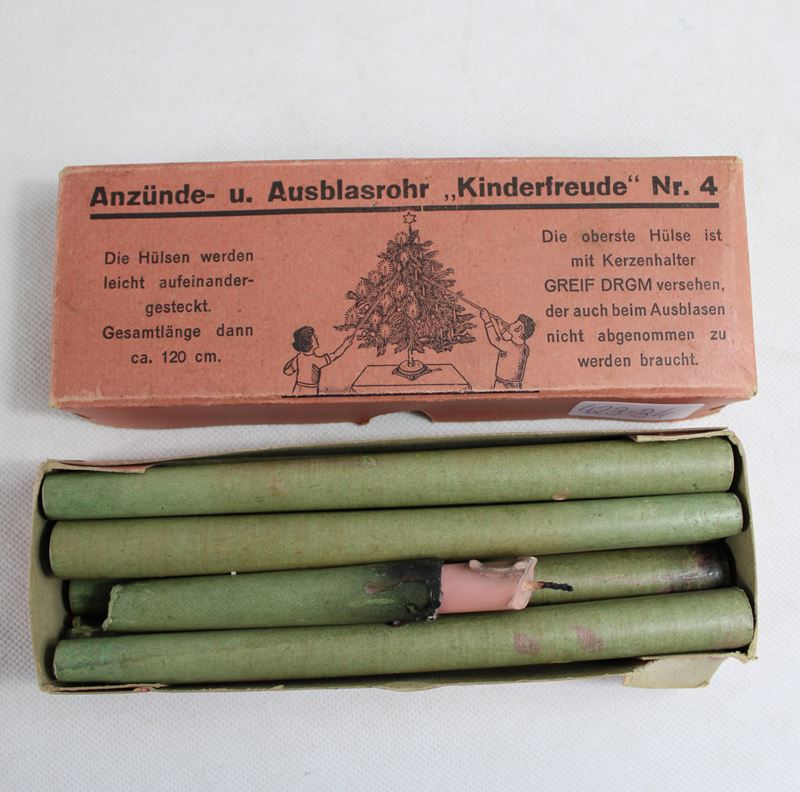 Anzünde- u. Ausblasrohr „Kinderfreude“ Nr. 4
Die Hülsen werden
leicht aufeinander-
gesteckt.
Gesamtlänge dann
ca. 120 cm.
Die oberste Hülse ist
mit Kerzenhalter
GREIF DRGM versehen,
der auch beim Ausblasen
nicht abgenommen zu
werden braucht.